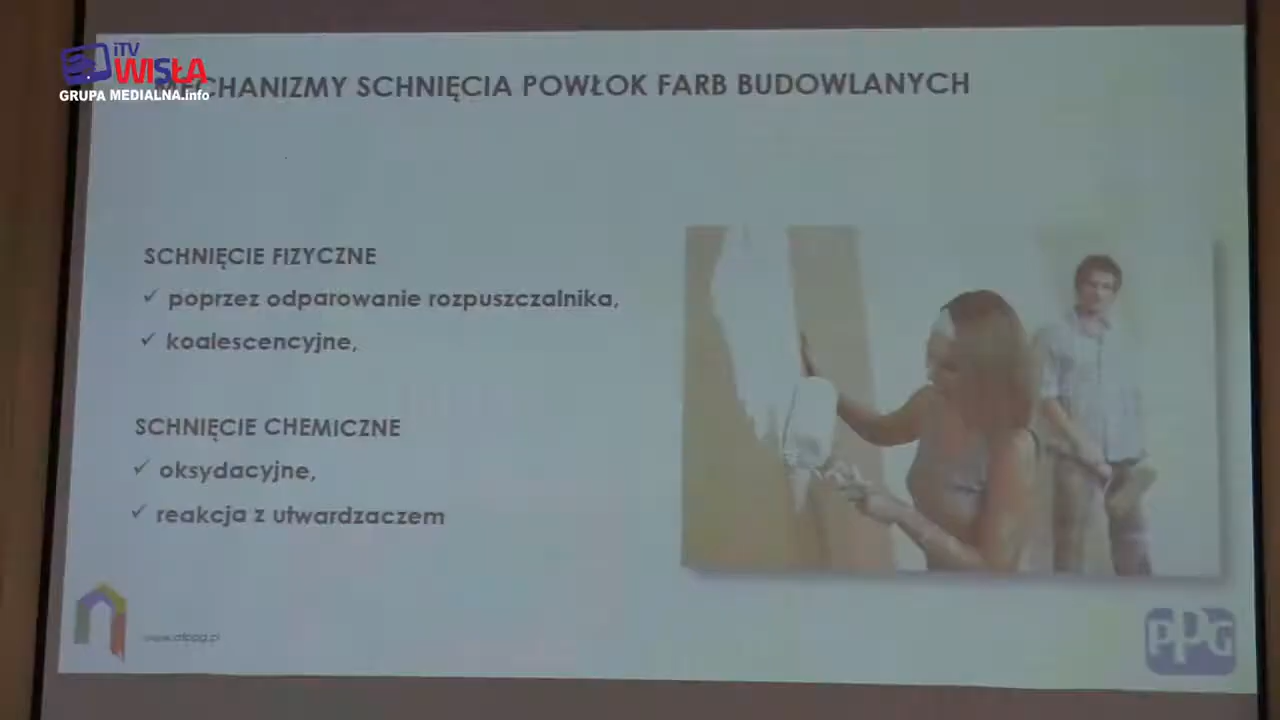 iTV
WISŁA
GRUPA MEDIALNA.info
MECHANIZMY SCHNIĘCIA POWŁOK FARB BUDOWLANYCH
SCHNIĘCIE FIZYCZNE
✓ poprzez odparowanie rozpuszczalnika,
✓ koalescencyjne,
SCHNIĘCIE CHEMICZNE
✓ oksydacyjne,
✓ reakcja z utwardzaczem
PPG